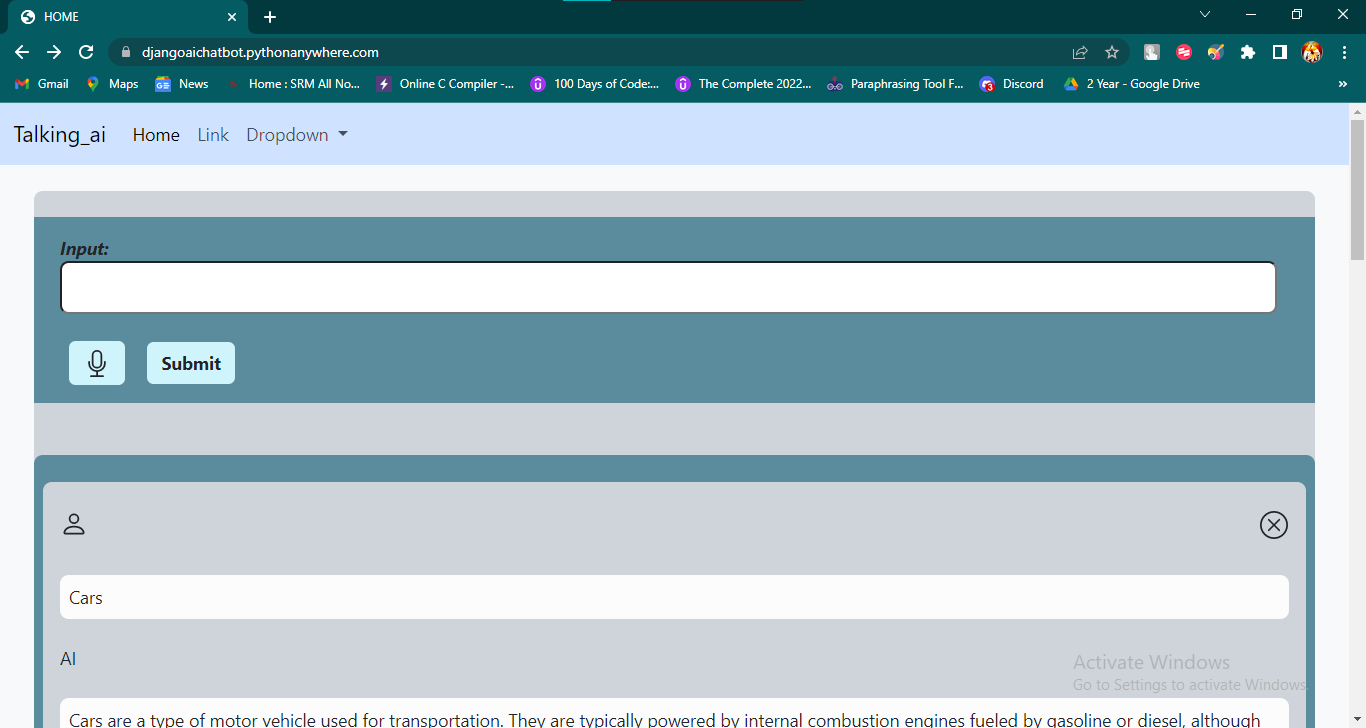 HOME
djangoaichatbot.pythonanywhere.com
Gmail Maps News Home : SRM All No... Online C Compiler -... 100 Days of Code:... The Complete 2022... Paraphrasing Tool F... 3 Discord 2 Year - Google Drive »
Talking_ai Home Link Dropdown
Input:
Submit
Cars
AI
Activate Windows
Go to Settings to activate Windows.
Cars are a type of motor vehicle used for transportation. They are typically powered by internal combustion engines fueled by gasoline or diesel, although